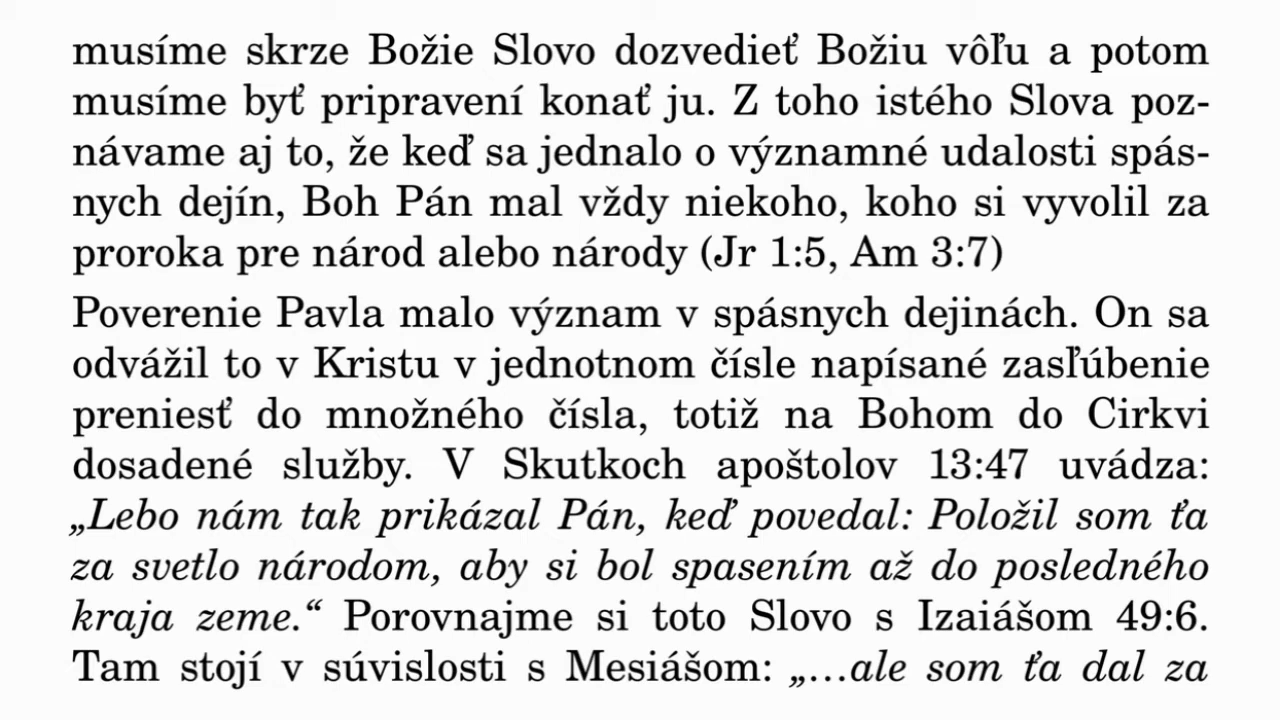 musíme skrze Božie Slovo dozvedieť Božiu vôľu a potom
musíme byť pripravení konať ju. Z toho istého Slova poz-
návame aj to, že keď sa jednalo o významné udalosti spás-
nych dejín, Boh Pán mal vždy niekoho, koho si vyvolil za
proroka pre národ alebo národy (Jr 1:5, Am 3:7)
Poverenie Pavla malo význam v spásnych dejinách. On sa
odvážil to v Kristu v jednotnom čísle napísané zasľúbenie
preniesť do množného čísla, totiž na Bohom do Cirkvi
dosadené služby. V Skutkoch apoštolov 13:47 uvádza:
„Lebo nám tak prikázal Pán, keď povedal: Položil som ťa
za svetlo národom, aby si bol spasením až do posledného
kraja zeme.“ Porovnajme si toto Slovo s Izaiášom 49:6.
Tam stojí v súvislosti s Mesiášom: „…ale som ťa dal za